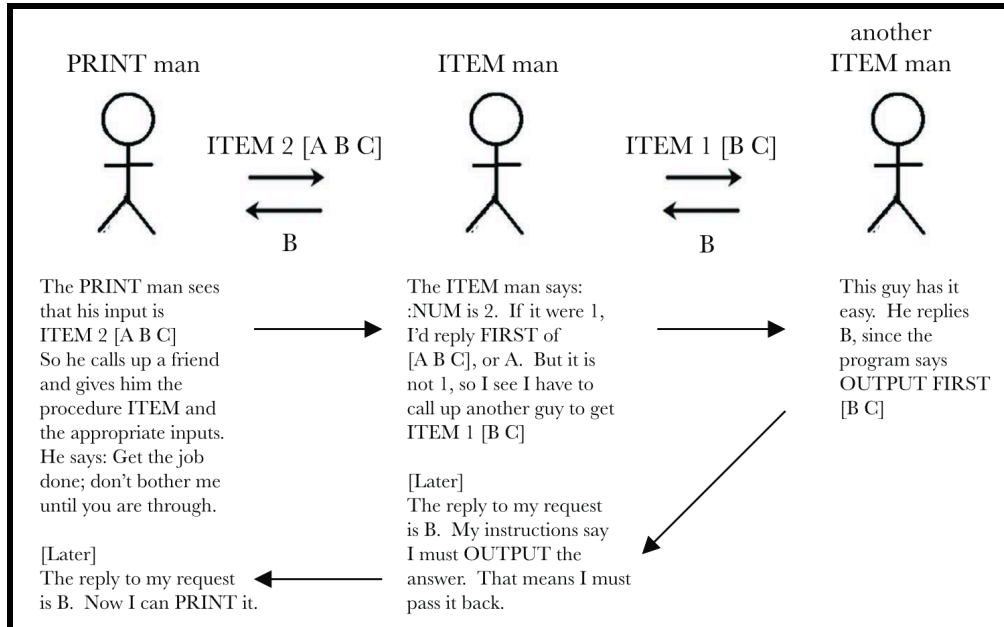 PRINT man
ITEM man
another
ITEM man
ITEM 2 [A B C]
B
ITEM 1 [B C]
B
The PRINT man sees
that his input is
ITEM 2 [A B C]
So he calls up a friend
and gives him the
procedure ITEM and
the appropriate inputs.
He says: Get the job
done; don't bother me
until you are through.
[Later]
The reply to my request
is B. Now I can PRINT it.
The ITEM man says:
:NUM is 2. If it were 1,
I'd reply FIRST of
[A B C], or A. But it is
not 1, so I see I have to
call up another guy to get
ITEM 1 [B C]
[Later]
The reply to my request
is B. My instructions say
I must OUTPUT the
answer. That means I must
pass it back.
This guy has it
easy. He replies
B, since the
program says
OUTPUT FIRST
[B C]